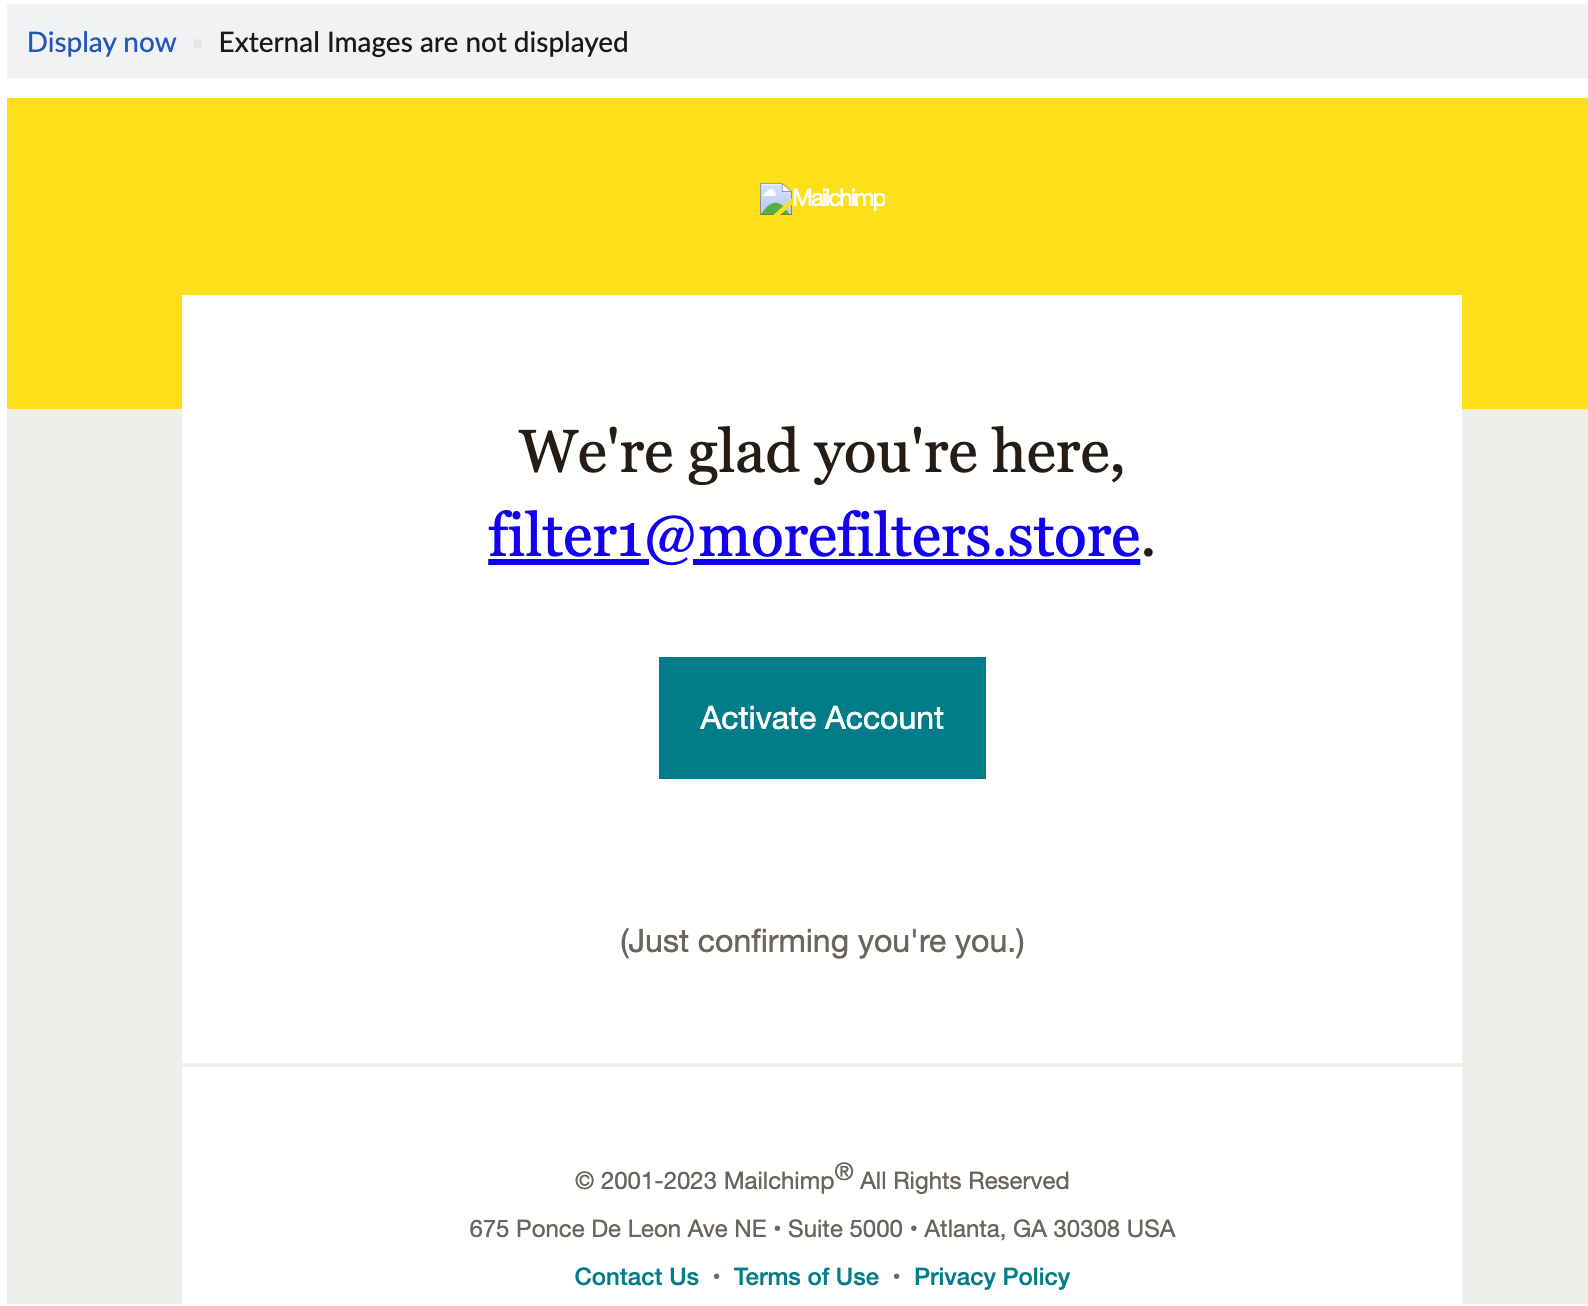 Display now • External Images are not displayed
Mailchimp
We're glad you're here,
filter1@morefilters.store.
Activate Account
(Just confirming you're you.)
© 2001-2023 Mailchimp® All Rights Reserved
675 Ponce De Leon Ave NE • Suite 5000 • Atlanta, GA 30308 USA
Contact Us • Terms of Use • Privacy Policy